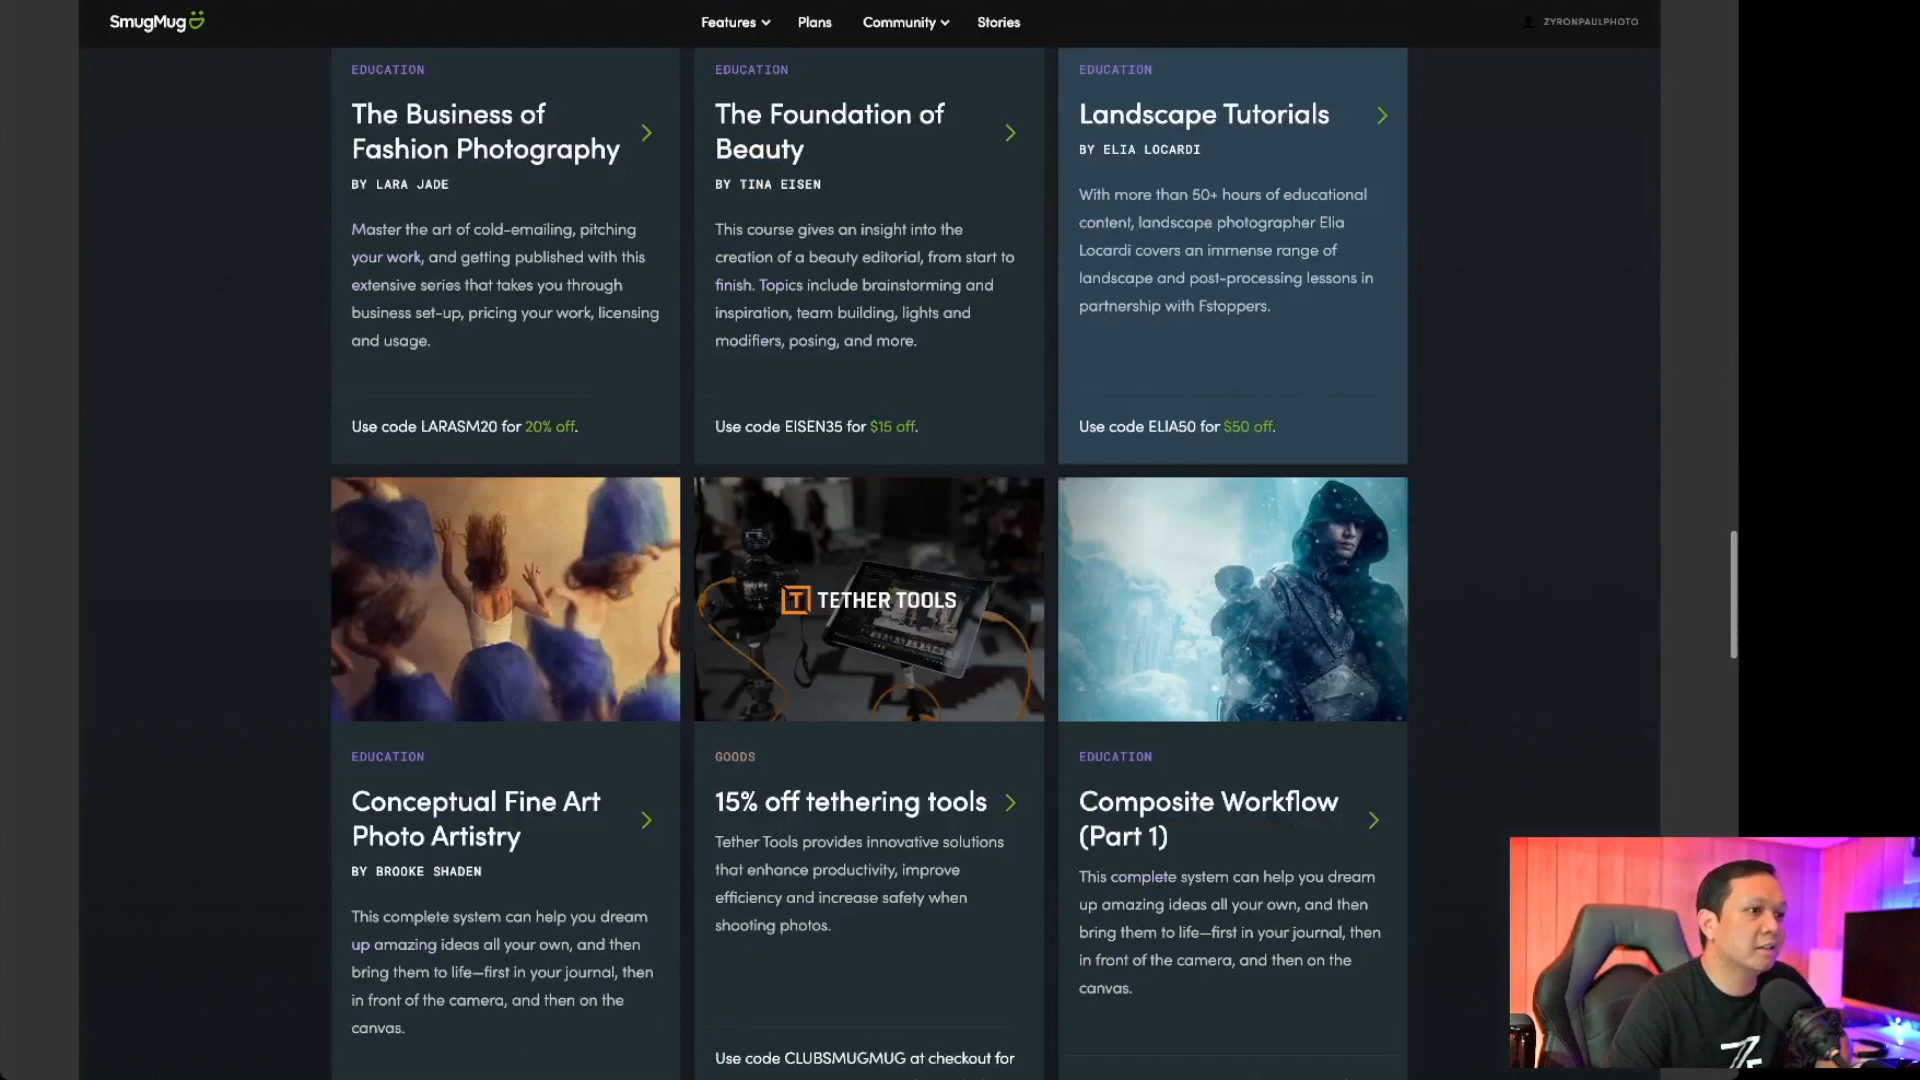 SmugMug
Features
Plans
Community
Stories
ZYRONPAULPHOTO
EDUCATION
The Business of
Fashion Photography
BY LARA JADE
Master the art of cold-emailing, pitching
your work, and getting published with this
extensive series that takes you through
business set-up, pricing your work, licensing
and usage.
Use code LARASM20 for 20% off.
EDUCATION
The Foundation of
Beauty
BY TINA EISEN
This course gives an insight into the
creation of a beauty editorial, from start to
finish. Topics include brainstorming and
inspiration, team building, lights and
modifiers, posing, and more.
Use code EISEN35 for $15 off.
EDUCATION
Landscape Tutorials
BY ELIA LOCARDI
With more than 50+ hours of educational
content, landscape photographer Elia
Locardi covers an immense range of
landscape and post-processing lessons in
partnership with Fstoppers.
Use code ELIA50 for $50 off.
EDUCATION
Conceptual Fine Art
Photo Artistry
BY BROOKE SHADEN
This complete system can help you dream
up amazing ideas all your own, and then
bring them to life—first in your journal, then
in front of the camera, and then on the
canvas.
T TETHER TOOLS
GOODS
15% off tethering tools
Tether Tools provides innovative solutions
that enhance productivity, improve
efficiency and increase safety when
shooting photos.
Use code CLUBSMUGMUG at checkout for
EDUCATION
Composite Workflow
(Part 1)
This complete system can help you dream
up amazing ideas all your own, and then
bring them to life—first in your journal, then
in front of the camera, and then on the
canvas.